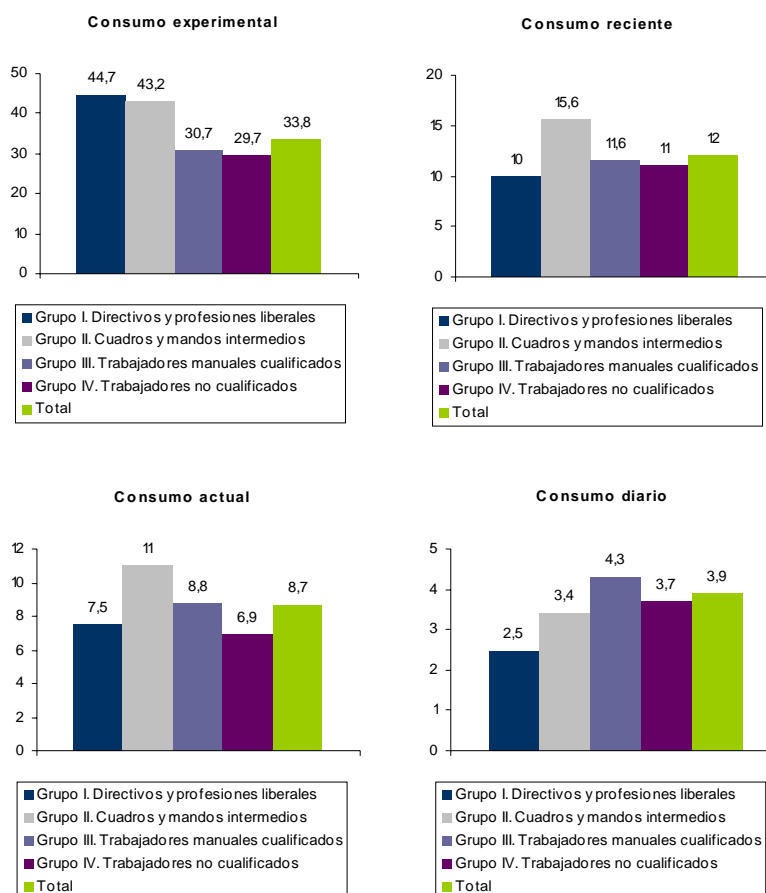 Consumo experimental
50
40
30
20
10
0
44,7
43,2
30,7
29,7
33,8
Grupo I. Directivos y profesiones liberales
Grupo II. Cuadros y mandos intermedios
Grupo III. Trabajadores manuales cualificados
Grupo IV. Trabajadores no cualificados
Total
Consumo reciente
20
15
10
5
0
10
15,6
11,6
11
12
Grupo I. Directivos y profesiones liberales
Grupo II. Cuadros y mandos intermedios
Grupo III. Trabajadores manuales cualificados
Grupo IV. Trabajadores no cualificados
Total
Consumo actual
12
10
8
6
4
2
0
7,5
11
8,8
6,9
8,7
Grupo I. Directivos y profesiones liberales
Grupo II. Cuadros y mandos intermedios
Grupo III. Trabajadores manuales cualificados
Grupo IV. Trabajadores no cualificados
Total
Consumo diario
5
4
3
2
1
0
2,5
3,4
4,3
3,7
3,9
Grupo I. Directivos y profesiones liberales
Grupo II. Cuadros y mandos intermedios
Grupo III. Trabajadores manuales cualificados
Grupo IV. Trabajadores no cualificados
Total